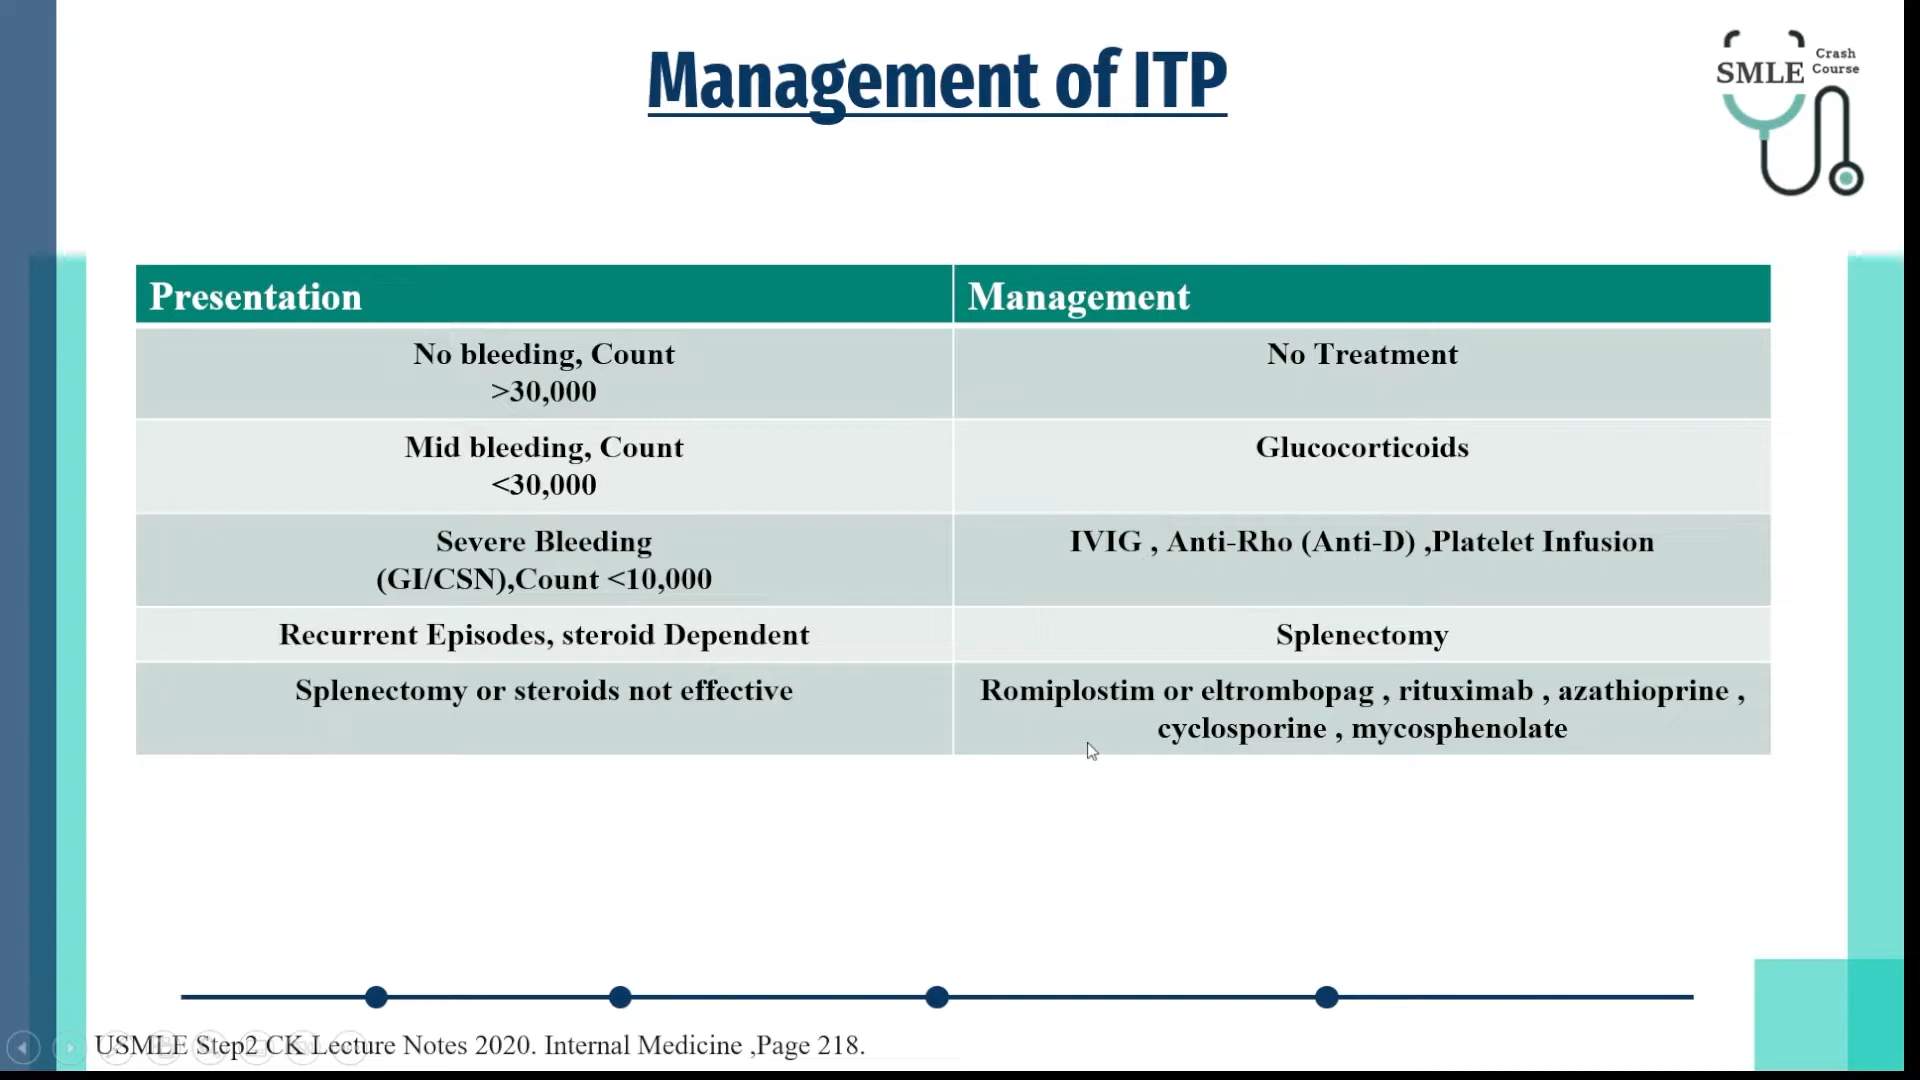 Management of ITP
SMLE Crash Course
Presentation
Management
No bleeding, Count
>30,000
No Treatment
Mid bleeding, Count
<30,000
Glucocorticoids
Severe Bleeding
(GI/CSN),Count <10,000
IVIG , Anti-Rho (Anti-D) ,Platelet Infusion
Recurrent Episodes, steroid Dependent
Splenectomy
Splenectomy or steroids not effective
Romiplostim or eltrombopag , rituximab , azathioprine ,
cyclosporine , mycosphenolate
USMLE Step2 CK Lecture Notes 2020. Internal Medicine ,Page 218.